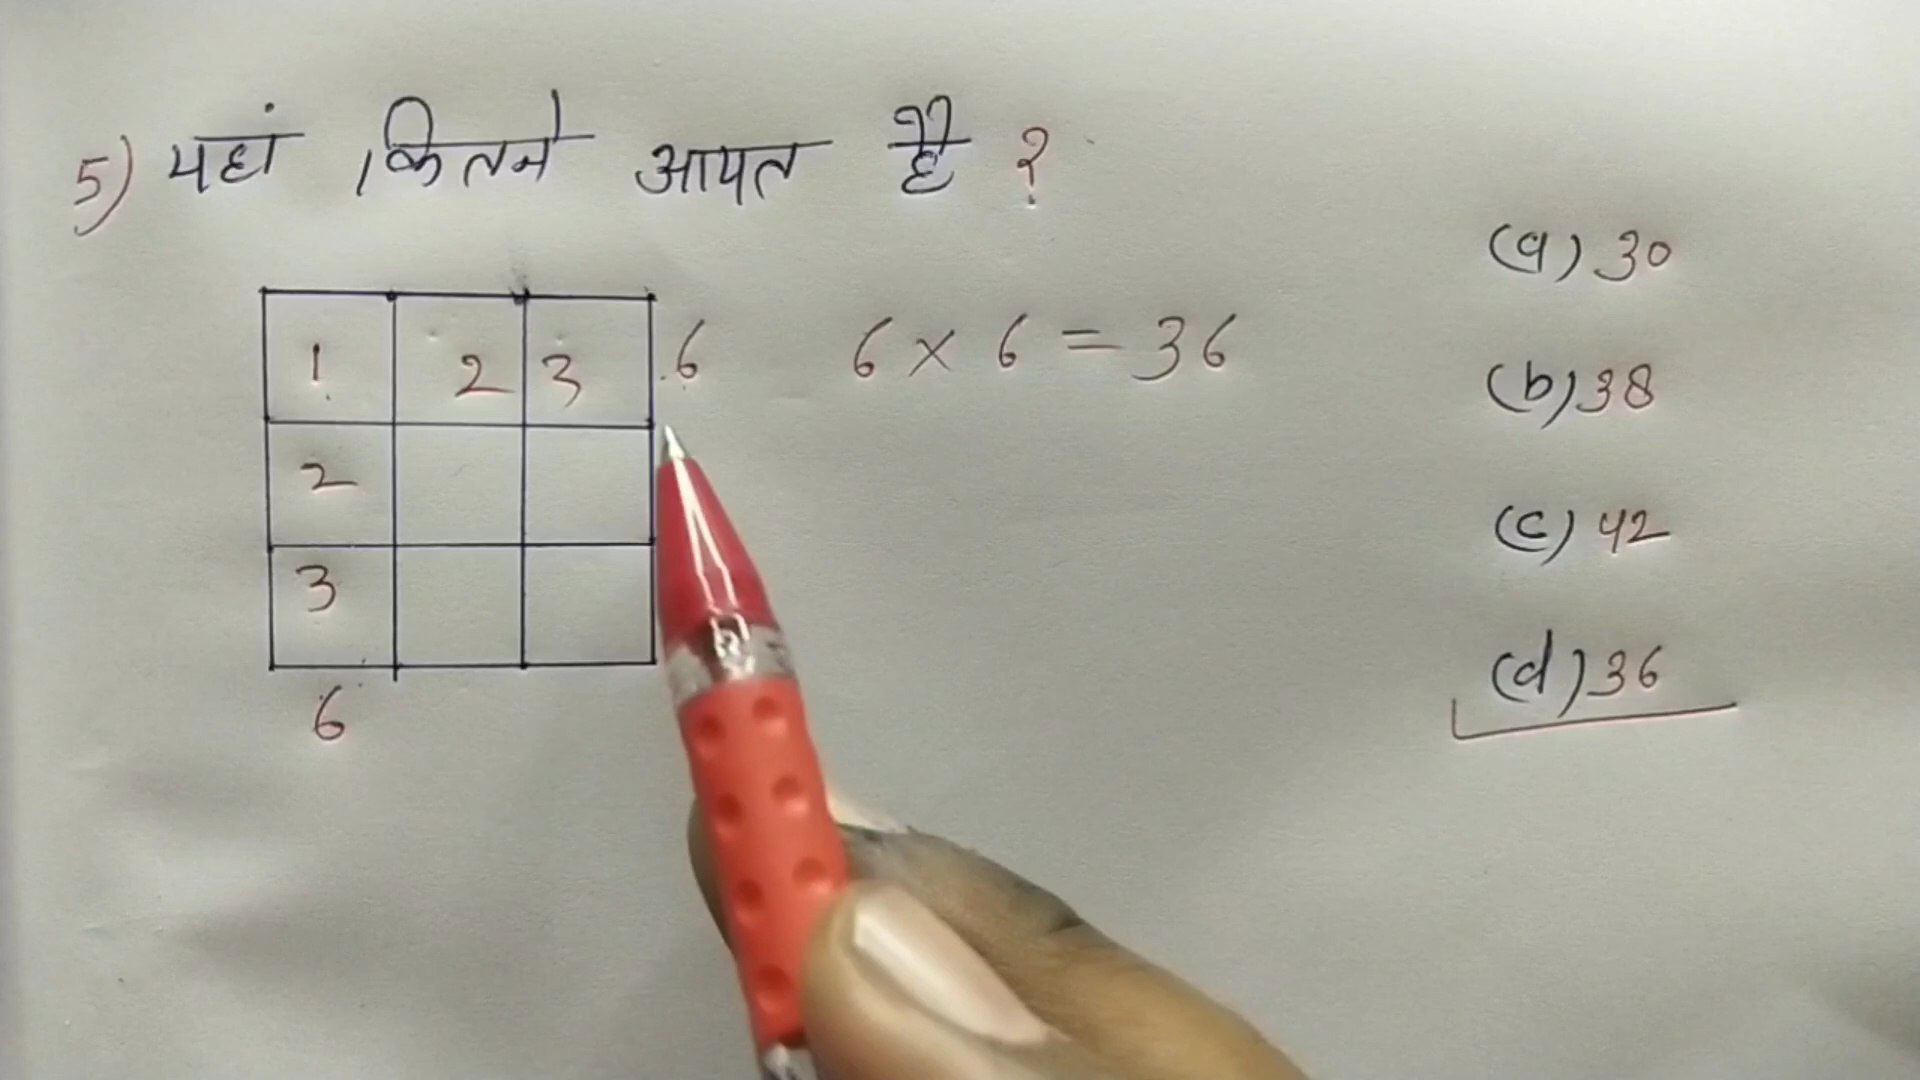 5) यहां कितने आयत है ?
1 2 3 6 6 × 6 = 36
2
3
6
(a) 30
(b) 38
(c) 42
(d) 36